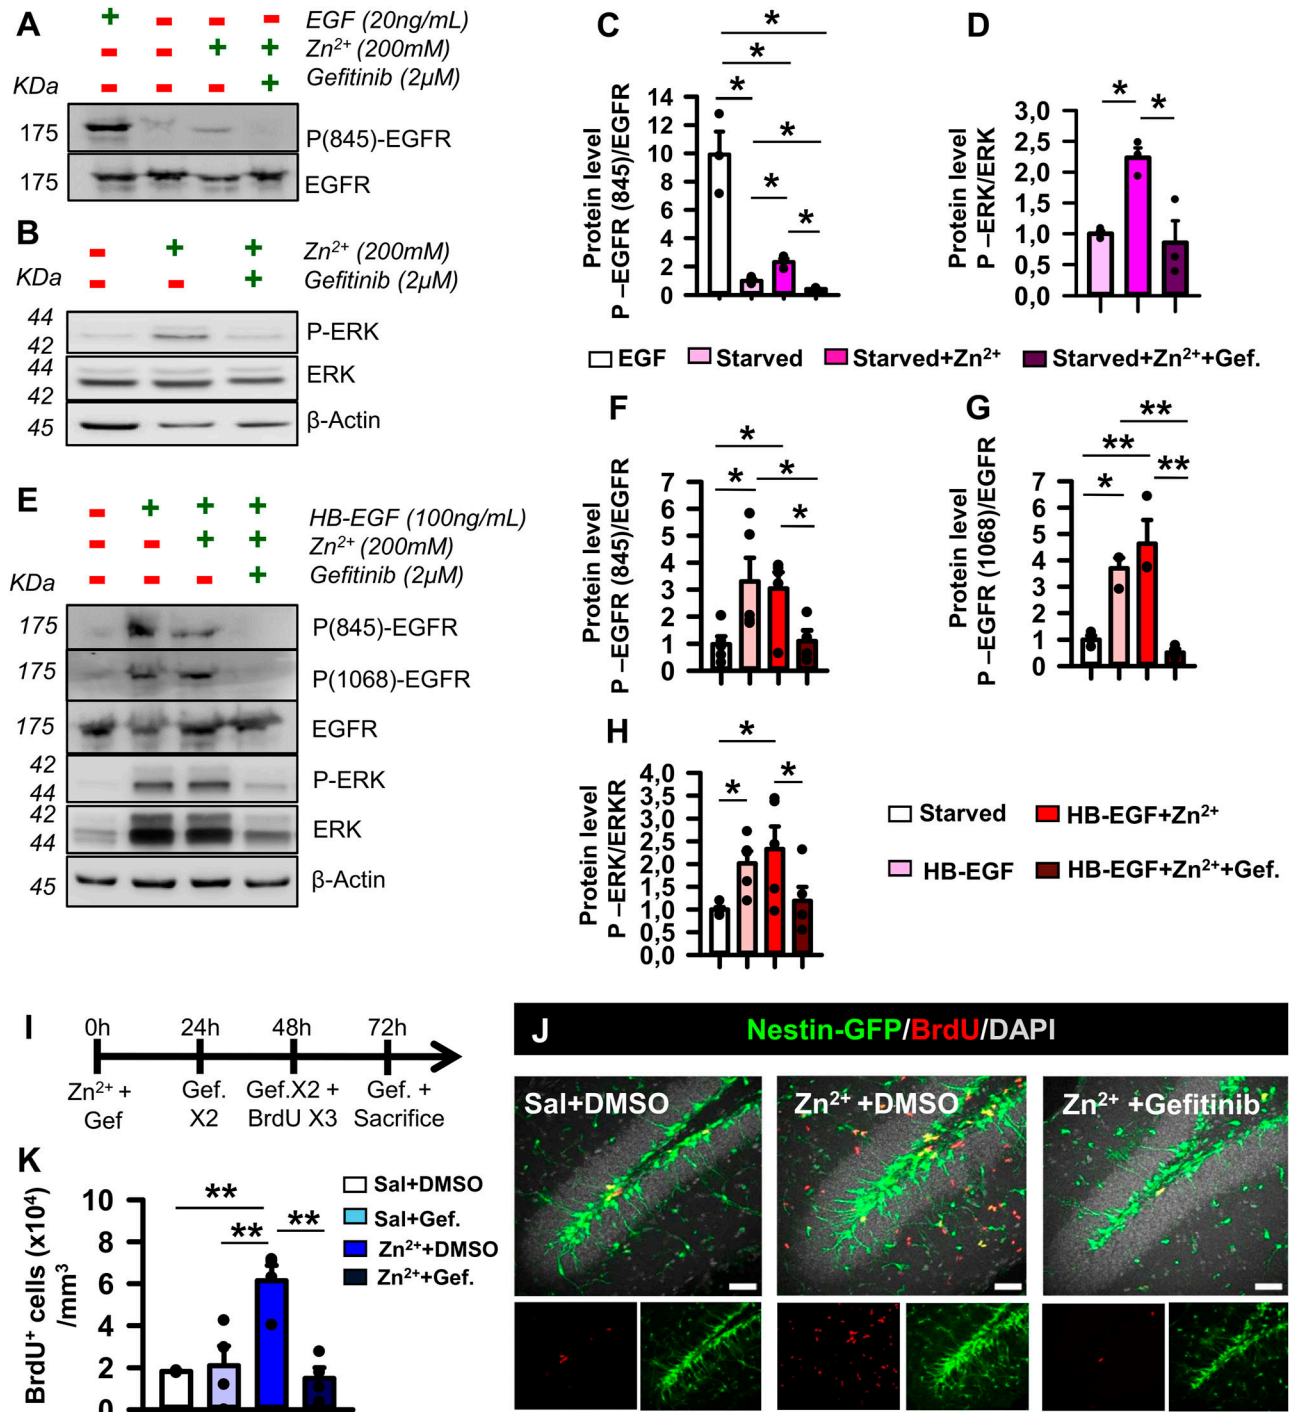 A
EGF (20ng/mL)
Zn²⁺ (200mM)
Gefitinib (2µM)
KDa
175
P(845)-EGFR
175
EGFR
B
Zn²⁺ (200mM)
Gefitinib (2µM)
KDa
44
42
P-ERK
44
42
ERK
45
β-Actin
C
Protein level
P –EGFR (845)/EGFR
14
12
10
8
6
4
2
0
* * * * * *
D
Protein level
P –ERK/ERK
3,0
2,5
2,0
1,5
1,0
0,5
0,0
* *
EGF
Starved
Starved+Zn²⁺
Starved+Zn²⁺+Gef.
E
HB-EGF (100ng/mL)
Zn²⁺ (200mM)
Gefitinib (2µM)
KDa
175
P(845)-EGFR
175
P(1068)-EGFR
175
EGFR
42
44
P-ERK
42
44
ERK
45
β-Actin
F
Protein level
P –EGFR (845)/EGFR
7
6
5
4
3
2
1
0
* * * *
G
Protein level
P –EGFR (1068)/EGFR
7
6
5
4
3
2
1
0
** ** * **
H
Protein level
P –ERK/ERKR
4,0
3,5
3,0
2,5
2,0
1,5
1,0
0,5
0,0
* * *
Starved
HB-EGF+Zn²⁺
HB-EGF
HB-EGF+Zn²⁺+Gef.
I
0h 24h 48h 72h
Zn²⁺ + Gef. Gef.X2 + Gef. +
Gef X2 BrdU X3 Sacrifice
J
Nestin-GFP/BrdU/DAPI
Sal+DMSO
Zn²⁺ +DMSO
Zn²⁺ +Gefitinib
K
BrdU⁺ cells (x10⁴)
/mm³
10
8
6
4
2
0
** ** **
Sal+DMSO
Sal+Gef.
Zn²⁺+DMSO
Zn²⁺+Gef.